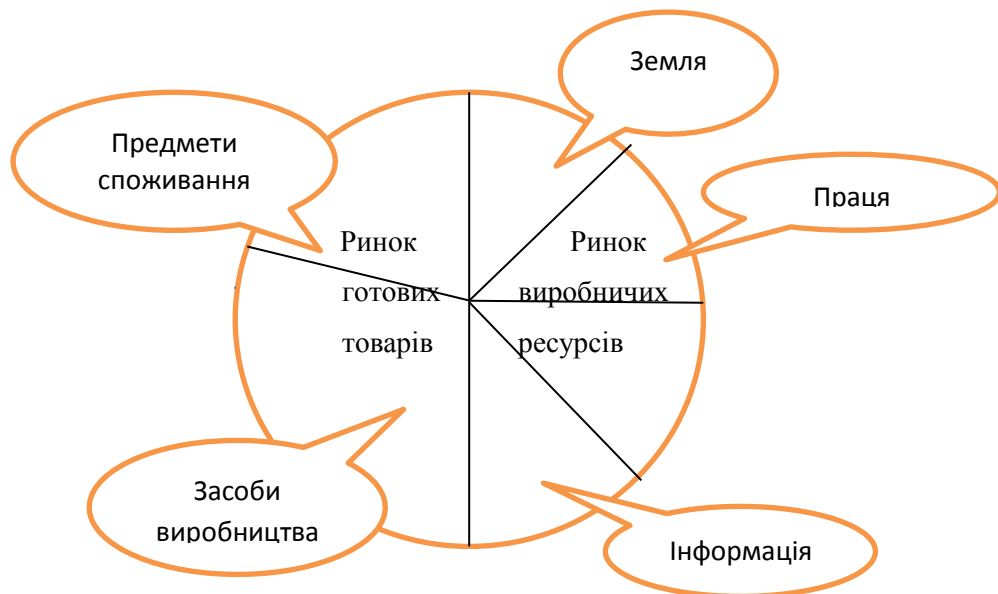 Земля
Предмети
споживання
Праця
Ринок
готових
товарів
Ринок
виробничих
ресурсів
Засоби
виробництва
Інформація